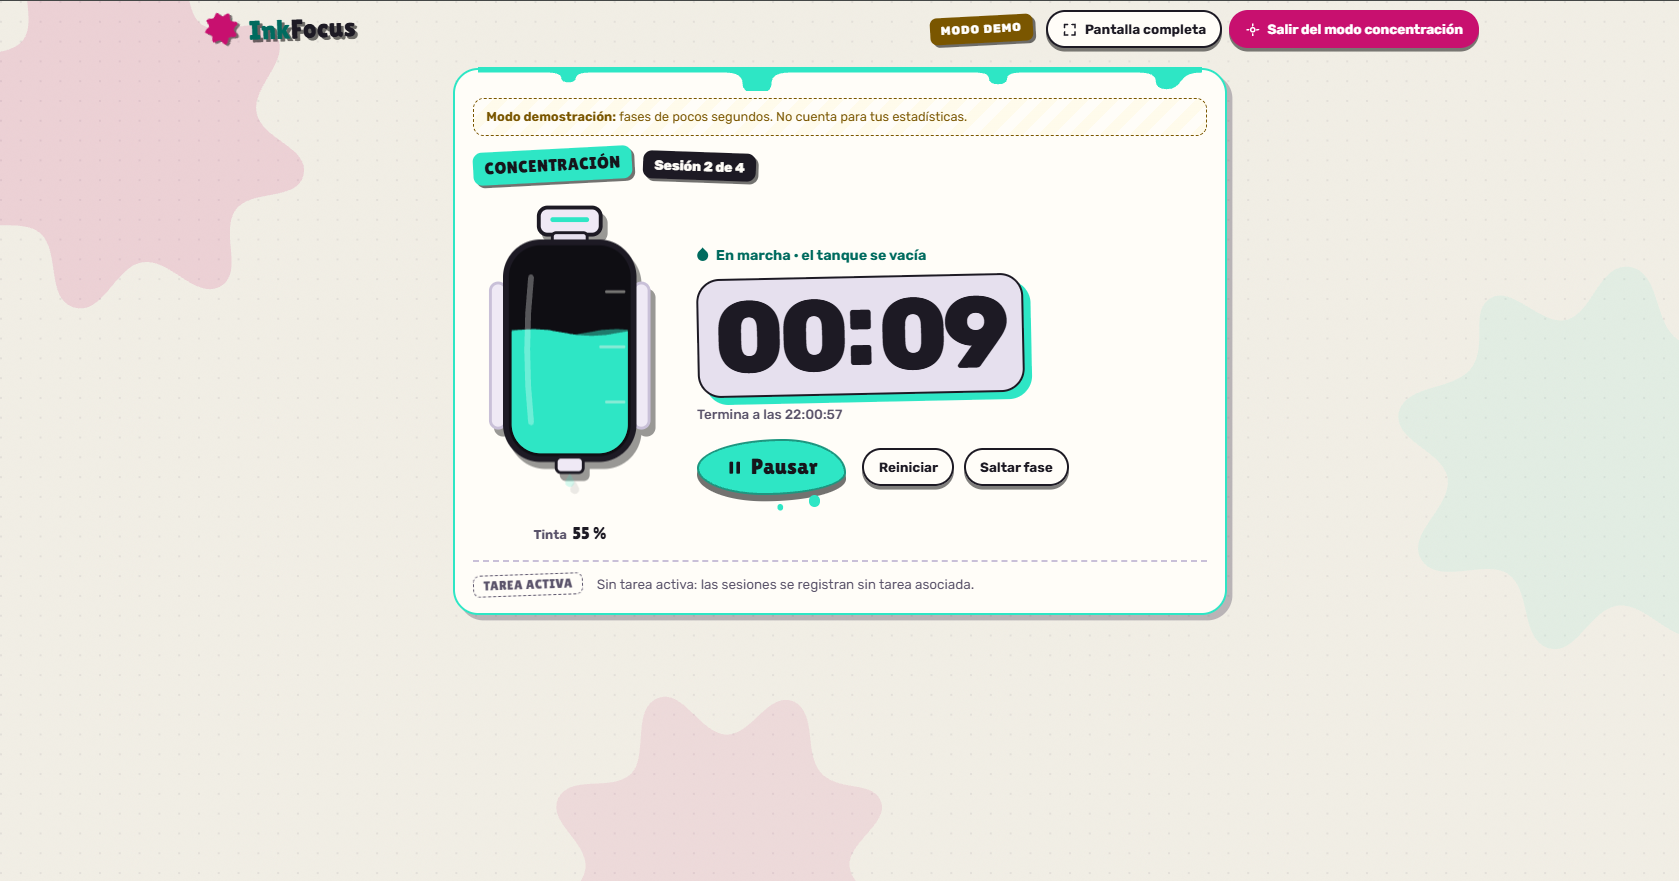 InkFocus
MODO DEMO
Pantalla completa
Salir del modo concentración
Modo demostración: fases de pocos segundos. No cuenta para tus estadísticas.
CONCENTRACIÓN
Sesión 2 de 4
En marcha • el tanque se vacía
00:09
Termina a las 22:00:57
Pausar
Reiniciar
Saltar fase
Tinta 55 %
TAREA ACTIVA
Sin tarea activa: las sesiones se registran sin tarea asociada.